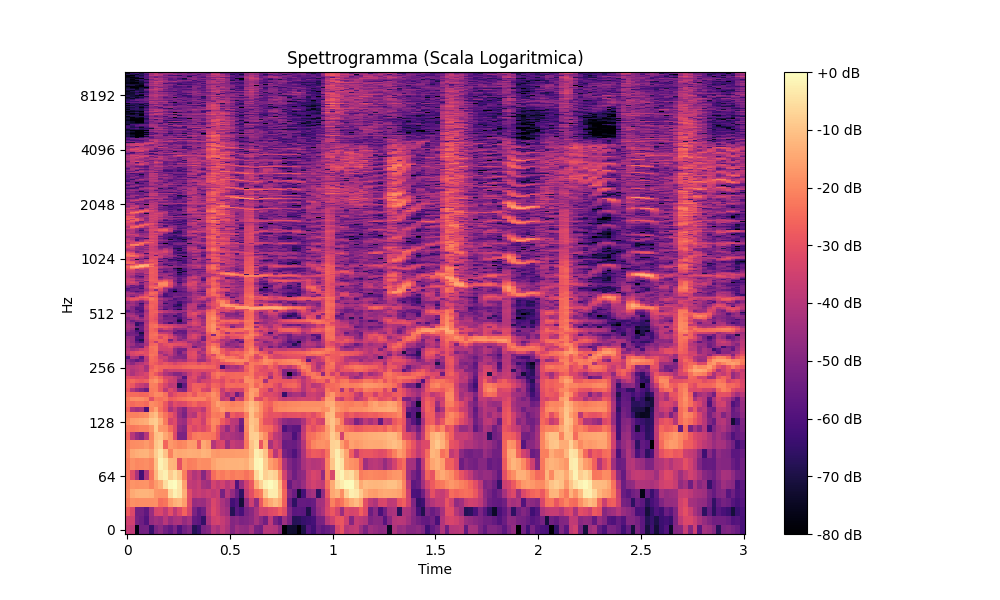 Spettrogramma (Scala Logaritmica)
Hz
8192
4096
2048
1024
512
256
128
64
0
0
0.5
1
1.5
2
2.5
3
Time
+0 dB
-10 dB
-20 dB
-30 dB
-40 dB
-50 dB
-60 dB
-70 dB
-80 dB